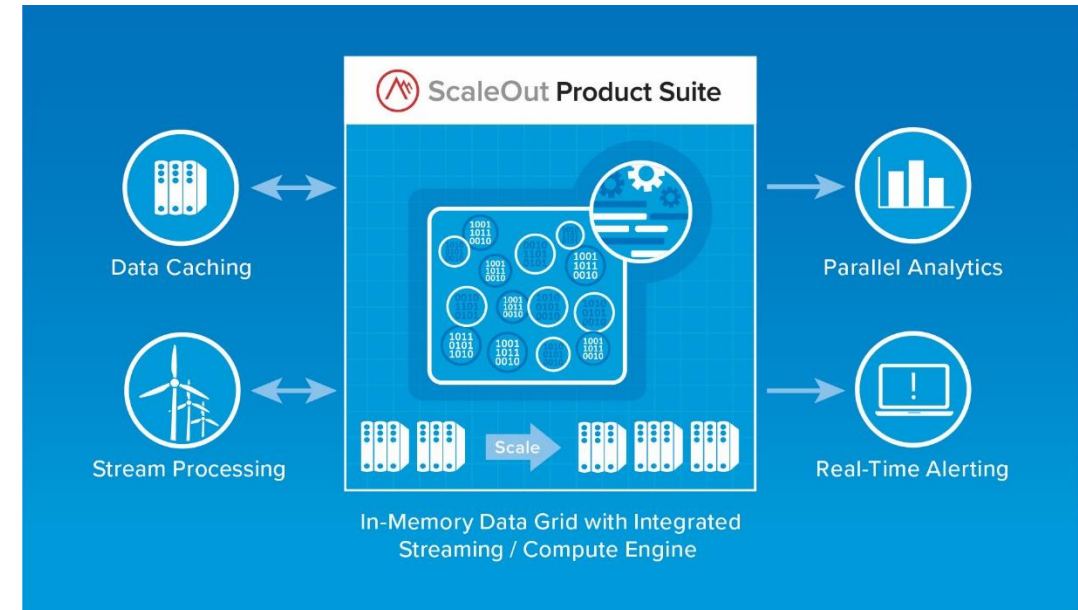 ScaleOut Product Suite
Data Caching
Stream Processing
1001
1011
0010
1001
1011
0010
1001
1011
0010
1001
1011
0010
1011
0101
1010
1001
1011
0010
1001
1011
0010
Scale
Parallel Analytics
!
Real-Time Alerting
In-Memory Data Grid with Integrated
Streaming / Compute Engine